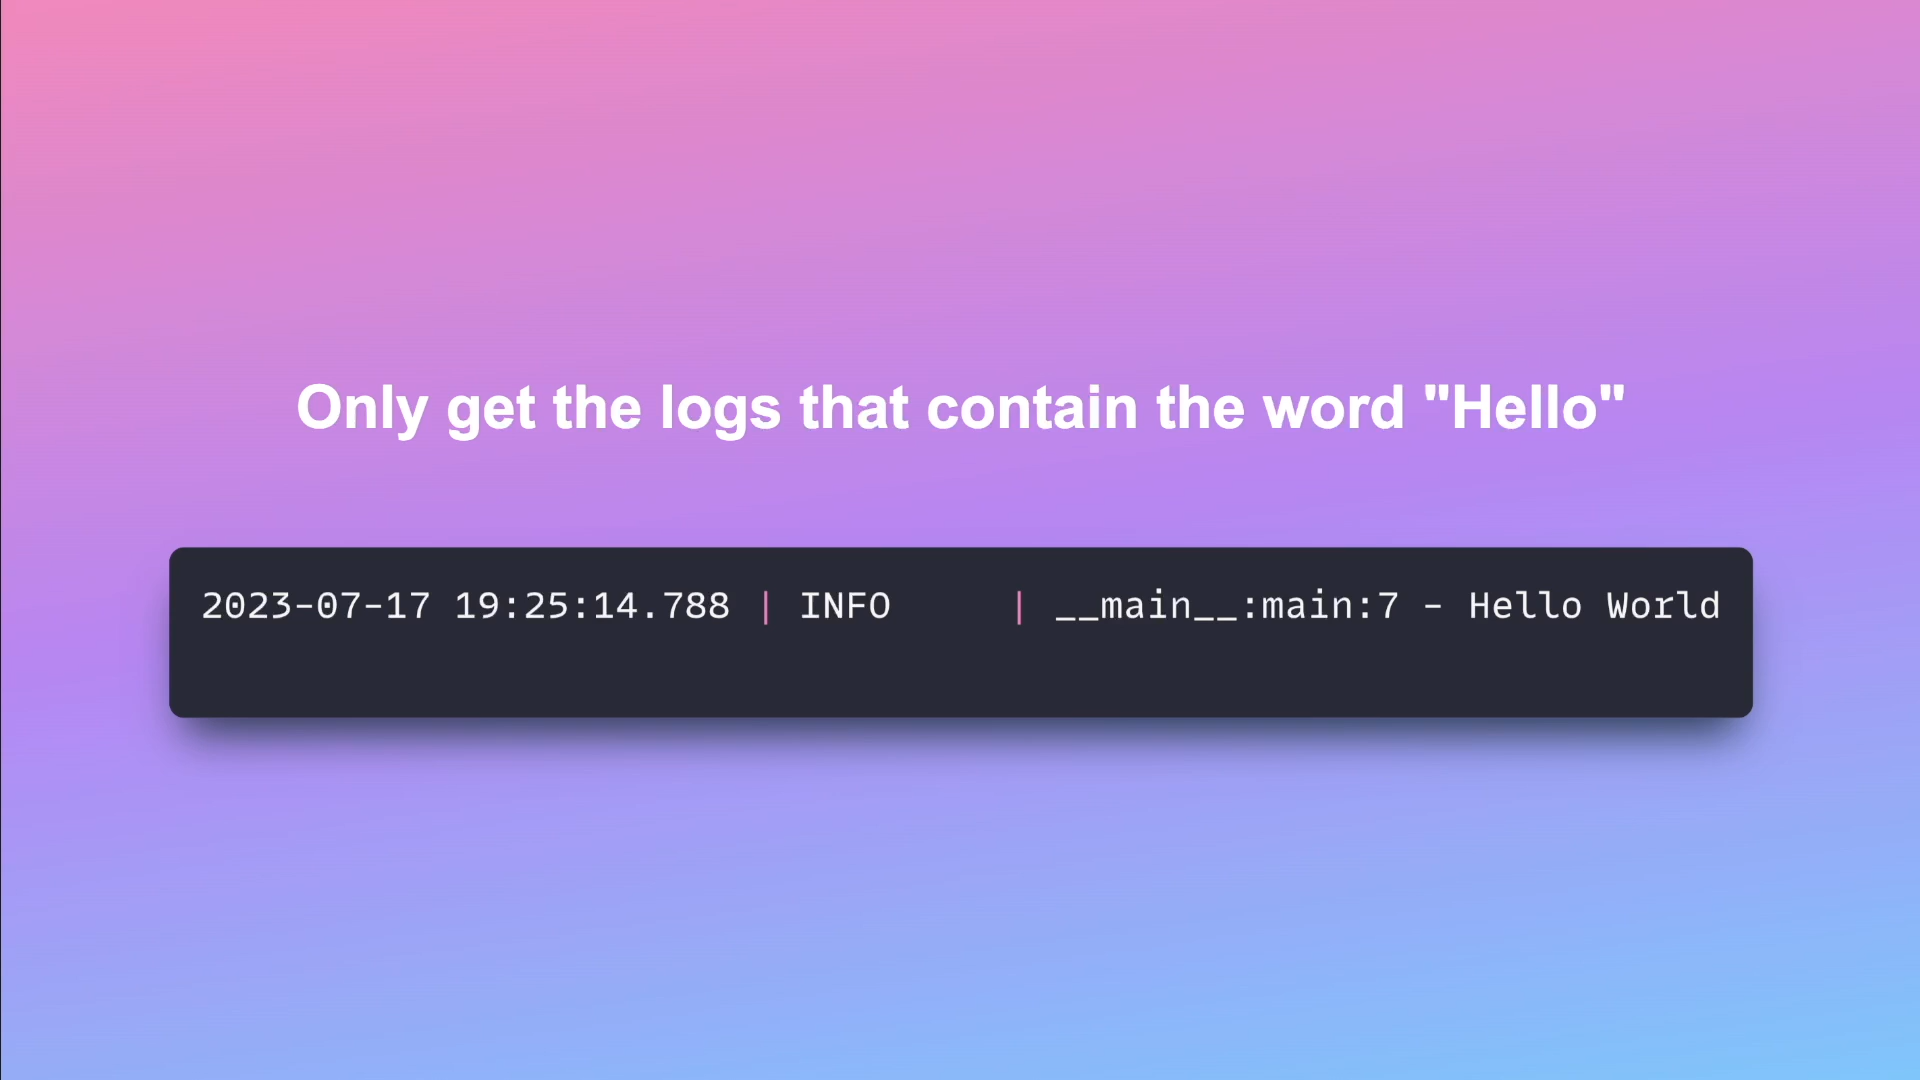 Only get the logs that contain the word "Hello"
2023-07-17 19:25:14.788 | INFO     | __main__:main:7 - Hello World